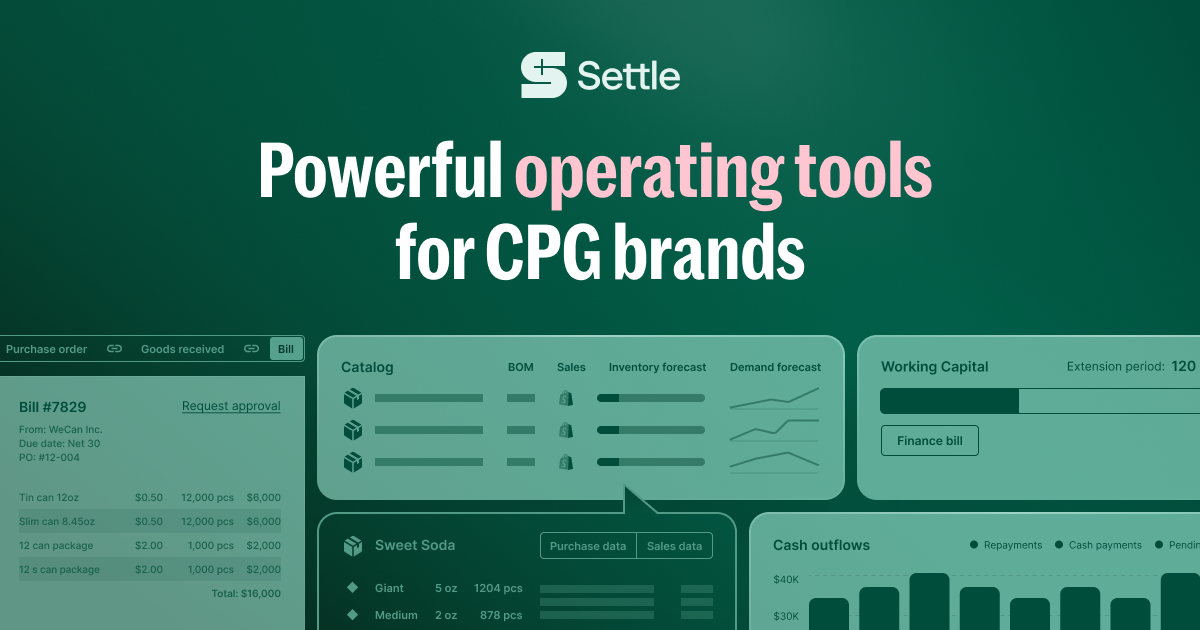 Settle
Powerful operating tools
for CPG brands
Purchase order Goods received Bill
Bill #7829 Request approval
From: WeCan Inc.
Due date: Net 30
PO: #12-004
Tin can 12oz $0.50 12,000 pcs $6,000
Slim can 8.45oz $0.50 12,000 pcs $6,000
12 can package $2.00 1,000 pcs $2,000
12 s can package $2.00 1,000 pcs $2,000
Total: $16,000
Catalog BOM Sales Inventory forecast Demand forecast
Working Capital Extension period: 120
Finance bill
Sweet Soda Purchase data Sales data
Giant 5 oz 1204 pcs
Medium 2 oz 878 pcs
Cash outflows Repayments Cash payments Pendin
$40K
$30K